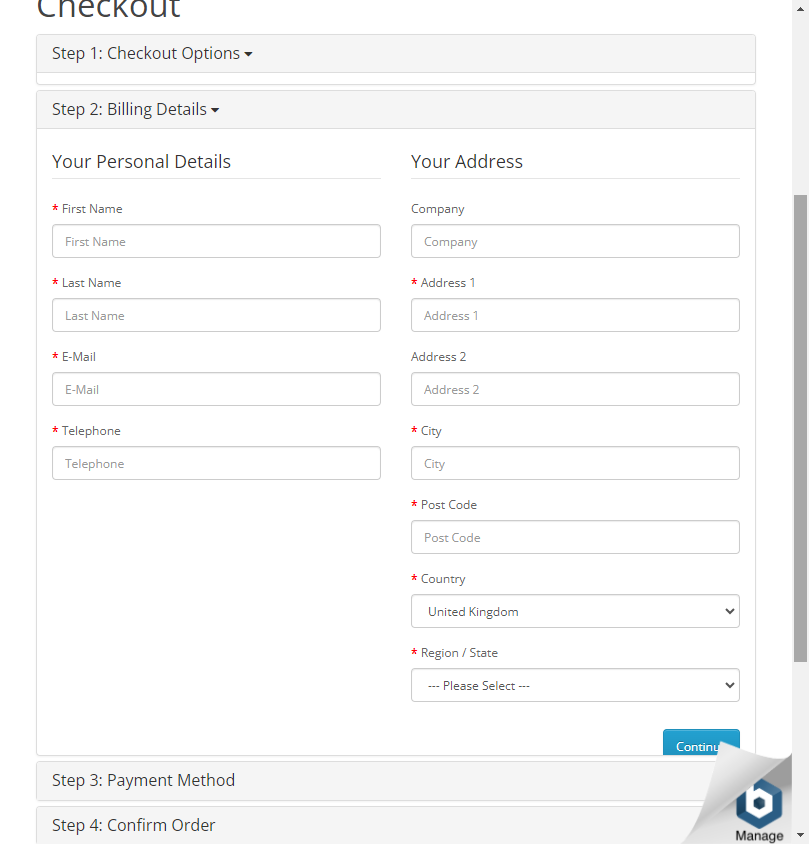 Checkout
Step 1: Checkout Options
Step 2: Billing Details
Your Personal Details
* First Name
First Name
* Last Name
Last Name
* E-Mail
E-Mail
* Telephone
Telephone
Your Address
Company
Company
* Address 1
Address 1
Address 2
Address 2
* City
City
* Post Code
Post Code
* Country
United Kingdom
* Region / State
--- Please Select ---
Continu
Step 3: Payment Method
Step 4: Confirm Order
b
Manage